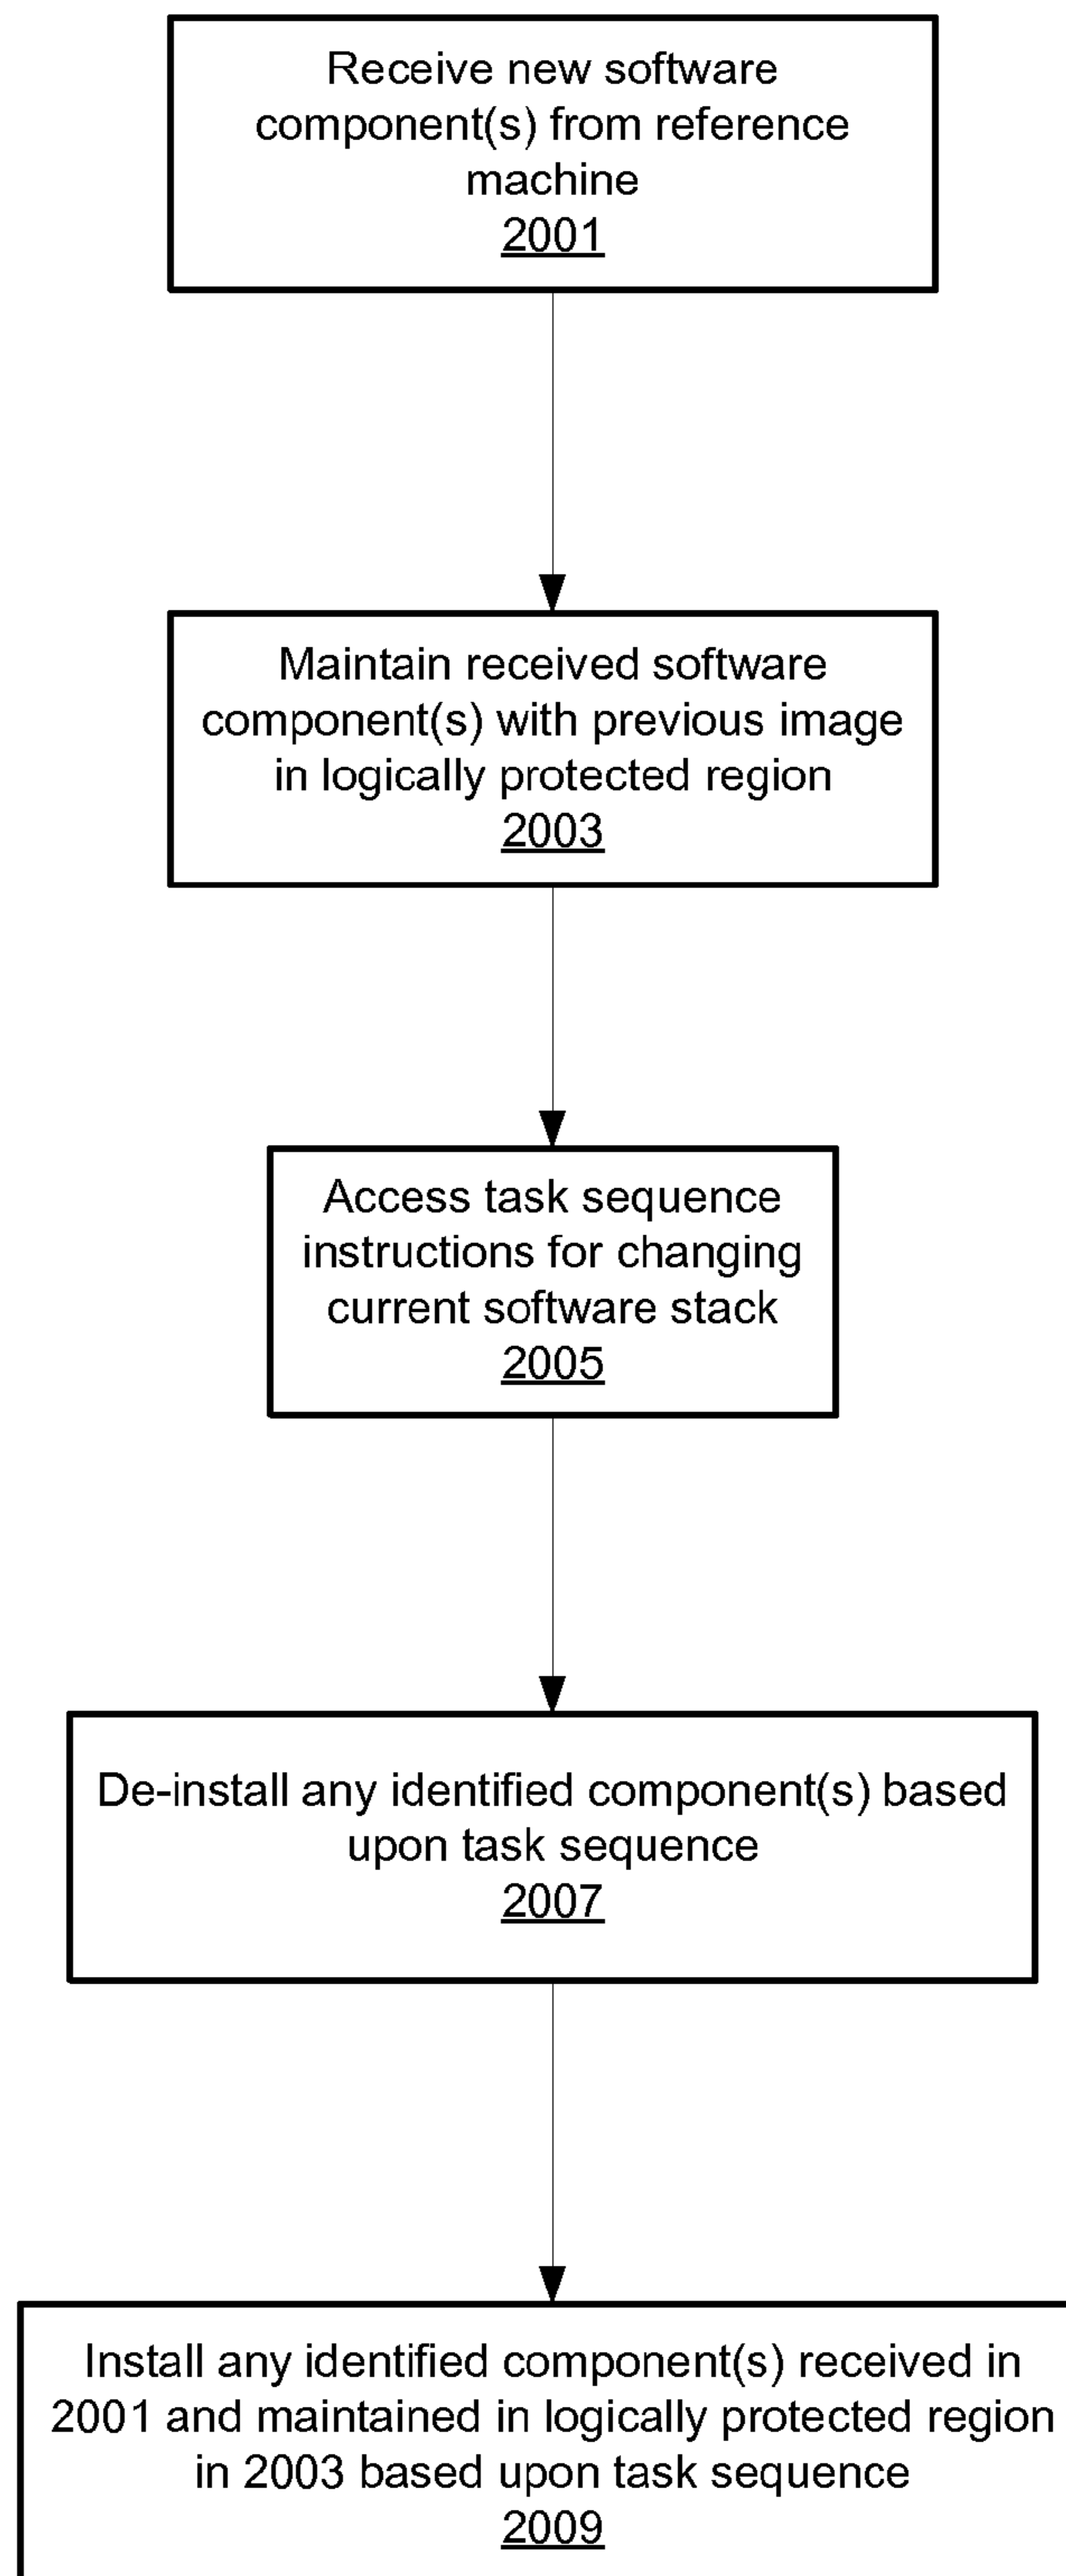 Receive new software
component(s) from reference
machine
2001
Maintain received software
component(s) with previous image
in logically protected region
2003
Access task sequence
instructions for changing
current software stack
2005
De-install any identified component(s) based
upon task sequence
2007
Install any identified component(s) received in
2001 and maintained in logically protected region
in 2003 based upon task sequence
2009